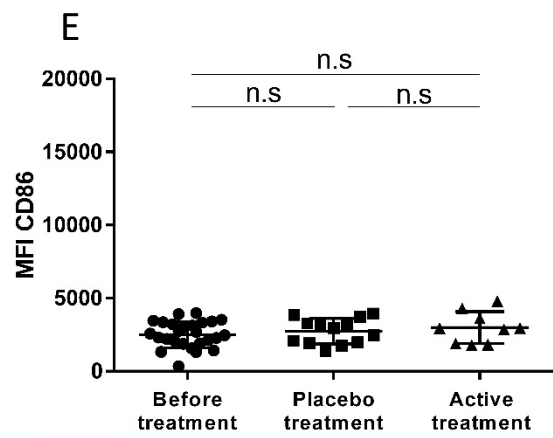 E
n.s
n.s n.s
20000
15000
10000
5000
0
MFI CD86
Before treatment
Placebo treatment
Active treatment